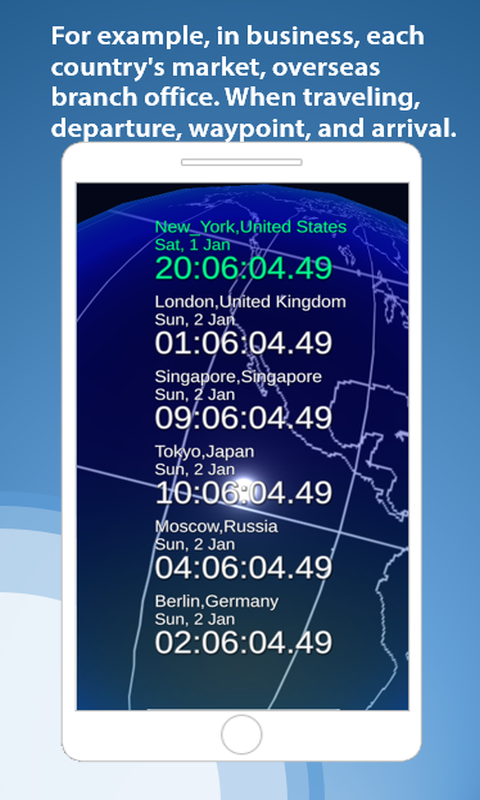 For example, in business, each
country's market, overseas
branch office. When traveling,
departure, waypoint, and arrival.
New_York,United States
Sat, 1 Jan
20:06:04.49
London,United Kingdom
Sun, 2 Jan
01:06:04.49
Singapore,Singapore
Sun, 2 Jan
09:06:04.49
Tokyo,Japan
Sun, 2 Jan
10:06:04.49
Moscow,Russia
Sun, 2 Jan
04:06:04.49
Berlin,Germany
Sun, 2 Jan
02:06:04.49